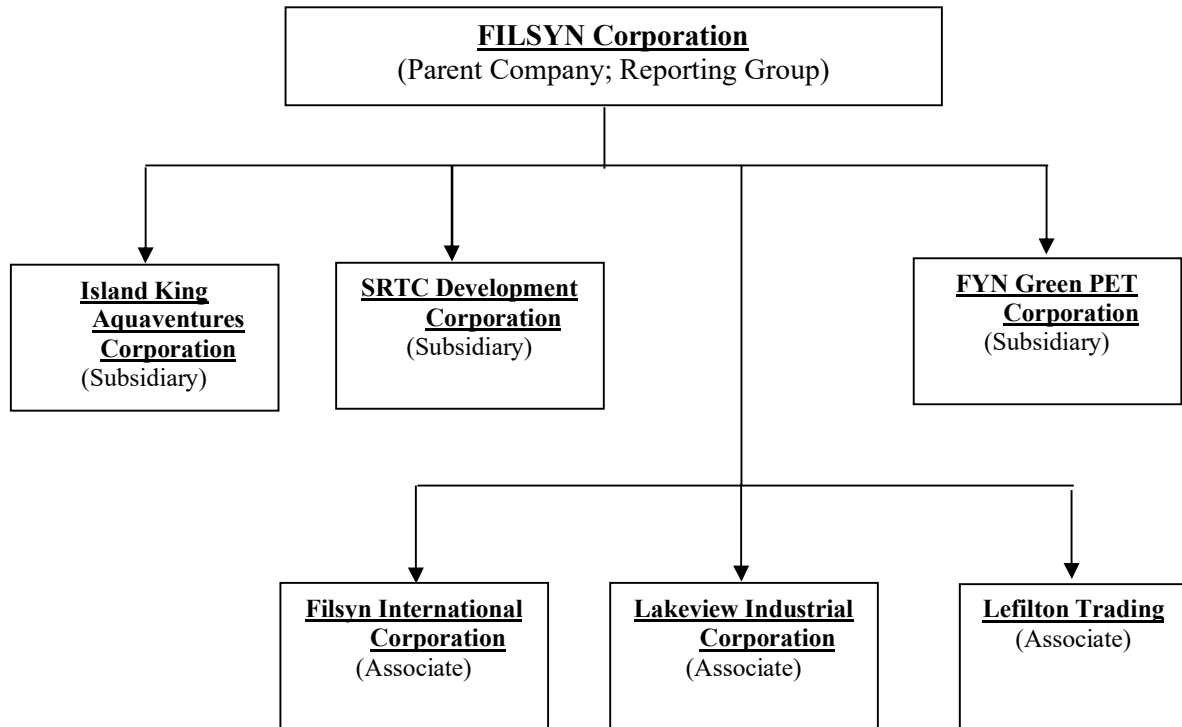 FILSYN Corporation
(Parent Company; Reporting Group)
Island King
Aquaventures
Corporation
(Subsidiary)
SRTC Development
Corporation
(Subsidiary)
FYN Green PET
Corporation
(Subsidiary)
Filsyn International
Corporation
(Associate)
Lakeview Industrial
Corporation
(Associate)
Lefilton Trading
(Associate)